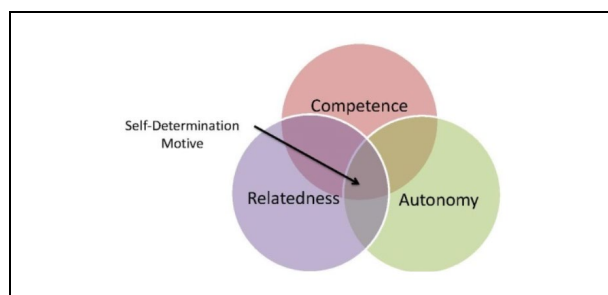 Competence
Self-Determination
Motive
Relatedness
Autonomy